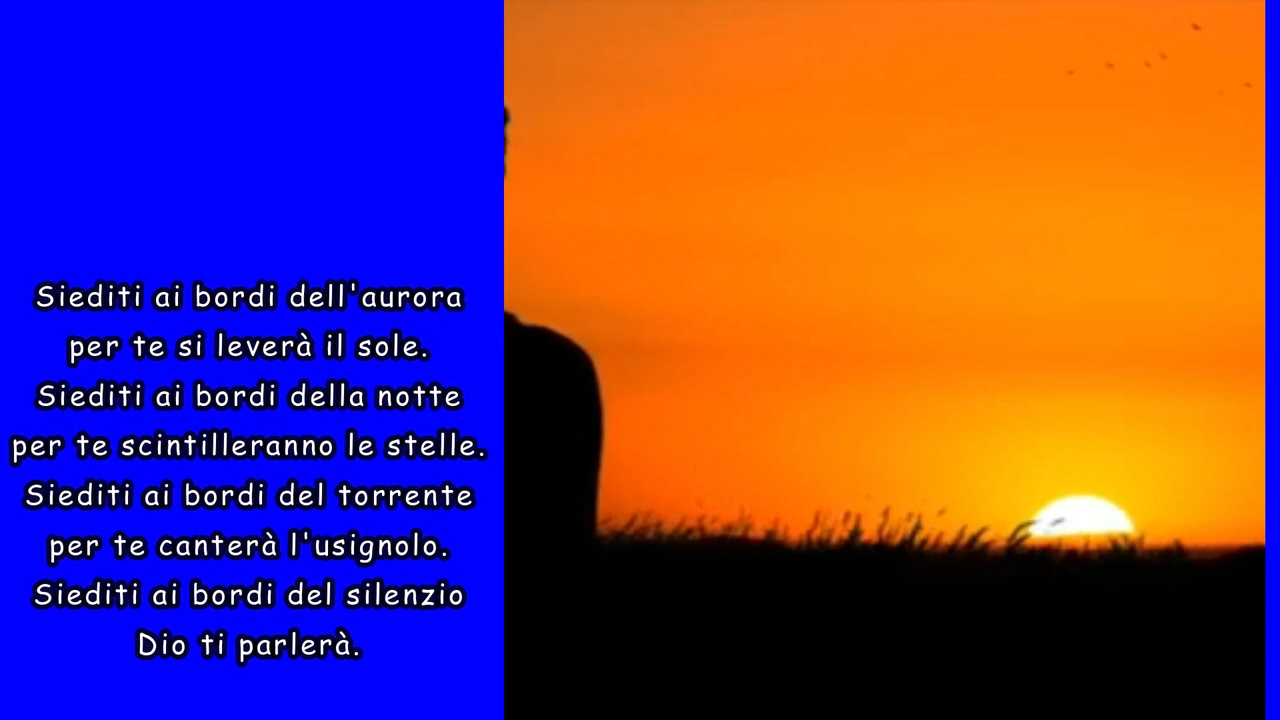 Siediti ai bordi dell'aurora
per te si leverà il sole.
Siediti ai bordi della notte
per te scintilleranno le stelle.
Siediti ai bordi del torrente
per te canterà l'usignolo.
Siediti ai bordi del silenzio
Dio ti parlerà.